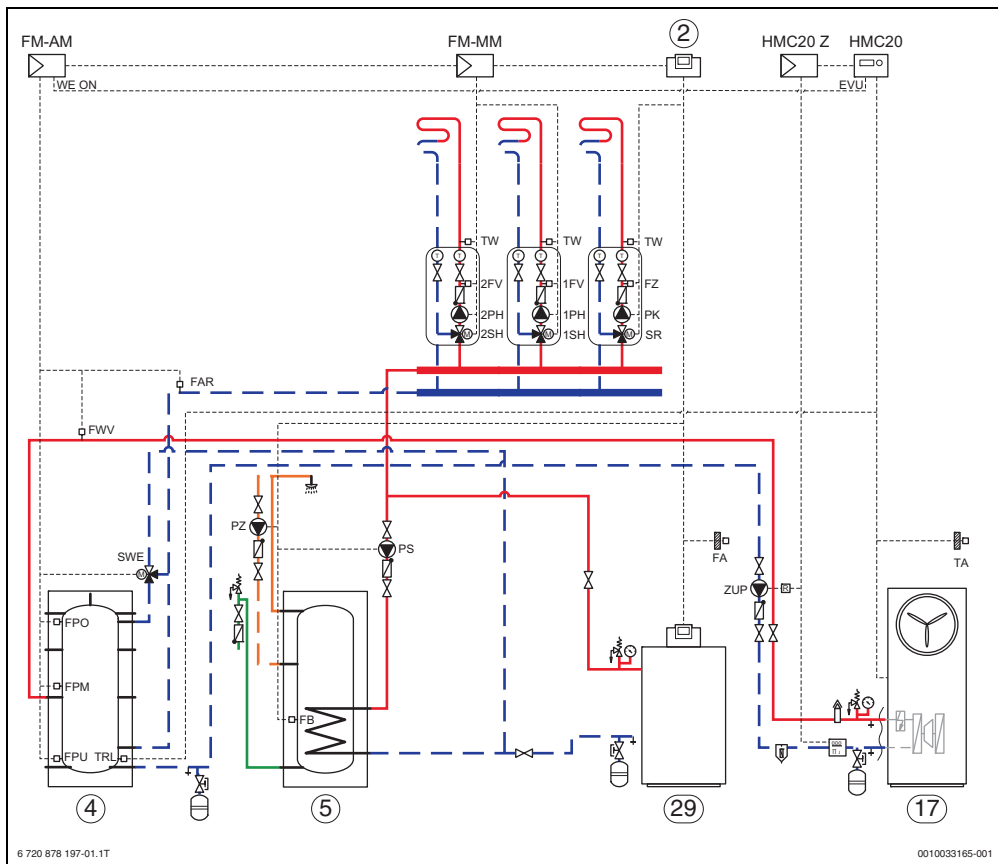 FM-AM
FM-MM
2
HMC20 Z
HMC20
WE ON
EVU
T T
T T
T T
TW
TW
TW
2FV
1FV
FZ
2PH
1PH
PK
M 2SH
M 1SH
M SR
FAR
FWV
PZ
PS
SWE
M
FA
TA
ZUP
R
FPO
FPM
FB
FPU
TRL
4
5
29
17
6 720 878 197-01.1T
0010033165-001